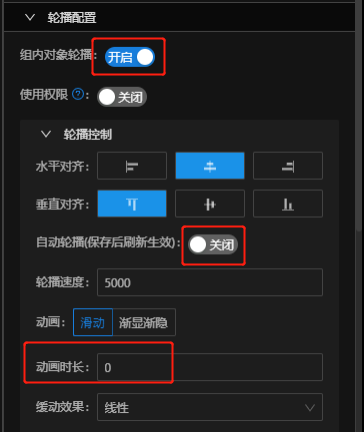 轮播配置
组内对象轮播: 开启
使用权限 ?: 关闭
轮播控制
水平对齐:
垂直对齐:
自动轮播(保存后刷新生效): 关闭
轮播速度: 5000
动画: 滑动 渐显渐隐
动画时长: 0
缓动效果: 线性